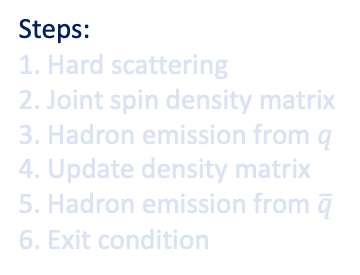 Steps:
1. Hard scattering
2. Joint spin density matrix
3. Hadron emission from q
4. Update density matrix
5. Hadron emission from q̅
6. Exit condition